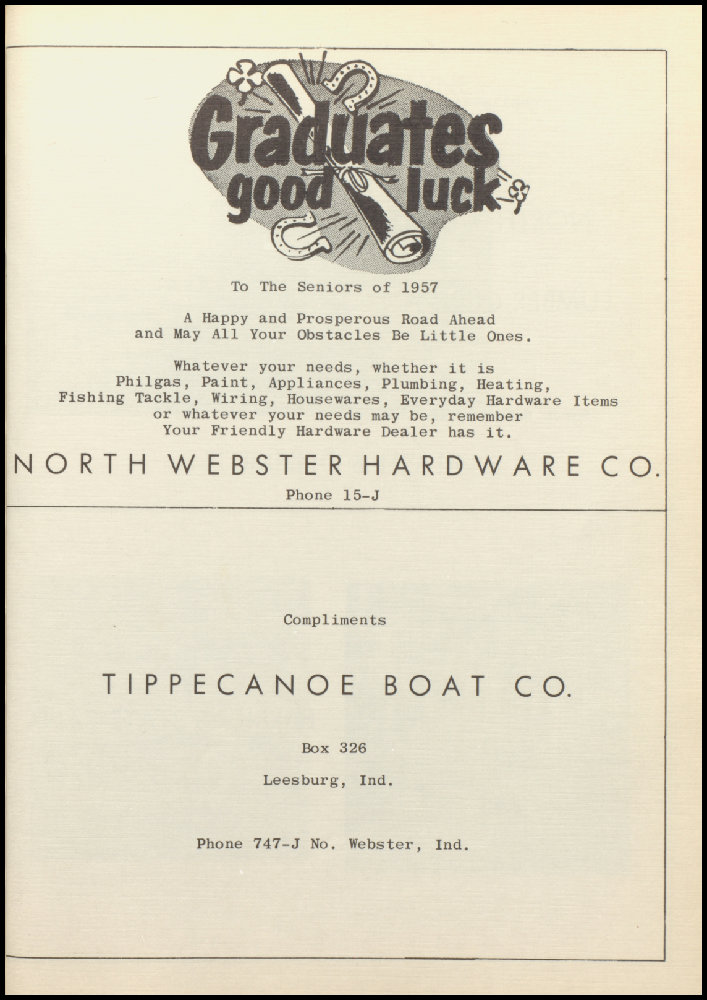 Graduates
good luck
To The Seniors of 1957
A Happy and Prosperous Road Ahead
and May All Your Obstacles Be Little Ones.
Whatever your needs, whether it is
Philgas, Paint, Appliances, Plumbing, Heating,
Fishing Tackle, Wiring, Housewares, Everyday Hardware Items
or whatever your needs may be, remember
Your Friendly Hardware Dealer has it.
NORTH WEBSTER HARDWARE CO.
Phone 15-J
Compliments
TIPPECANOE BOAT CO.
Box 326
Leesburg, Ind.
Phone 747-J No. Webster, Ind.